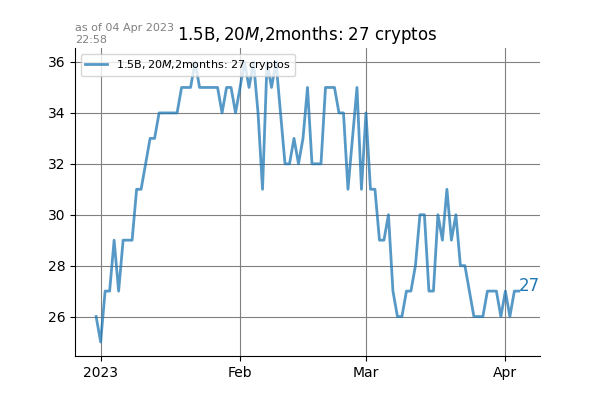 as of 04 Apr 2023
22:58
1.5B, 20M,2months: 27 cryptos
1.5B, 20M,2months: 27 cryptos
36
34
32
30
28
26
27
2023 Feb Mar Apr